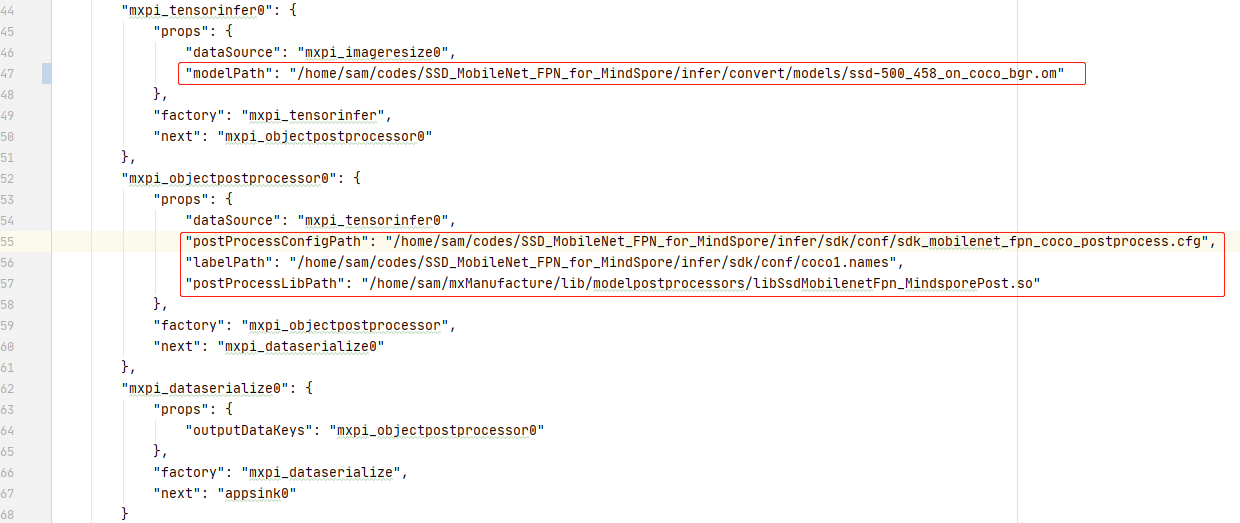 44 "mxpi_tensorinfer0": {
45 "props": {
46 "dataSource": "mxpi_imageresize0",
47 "modelPath": "/home/sam/codes/SSD_MobileNet_FPN_for_MindSpore/infer/convert/models/ssd-500_458_on_coco_bgr.om"
48 },
49 "factory": "mxpi_tensorinfer",
50 "next": "mxpi_objectpostprocessor0"
51 },
52 "mxpi_objectpostprocessor0": {
53 "props": {
54 "dataSource": "mxpi_tensorinfer0",
55 "postProcessConfigPath": "/home/sam/codes/SSD_MobileNet_FPN_for_MindSpore/infer/sdk/conf/sdk_mobilenet_fpn_coco_postprocess.cfg",
56 "labelPath": "/home/sam/codes/SSD_MobileNet_FPN_for_MindSpore/infer/sdk/conf/coco1.names",
57 "postProcessLibPath": "/home/sam/mxManufacture/lib/modelpostprocessors/libSsdMobilenetFpn_MindsporePost.so"
58 },
59 "factory": "mxpi_objectpostprocessor",
60 "next": "mxpi_dataserialize0"
61 },
62 "mxpi_dataserialize0": {
63 "props": {
64 "outputDataKeys": "mxpi_objectpostprocessor0"
65 },
66 "factory": "mxpi_dataserialize",
67 "next": "appsink0"
68 }